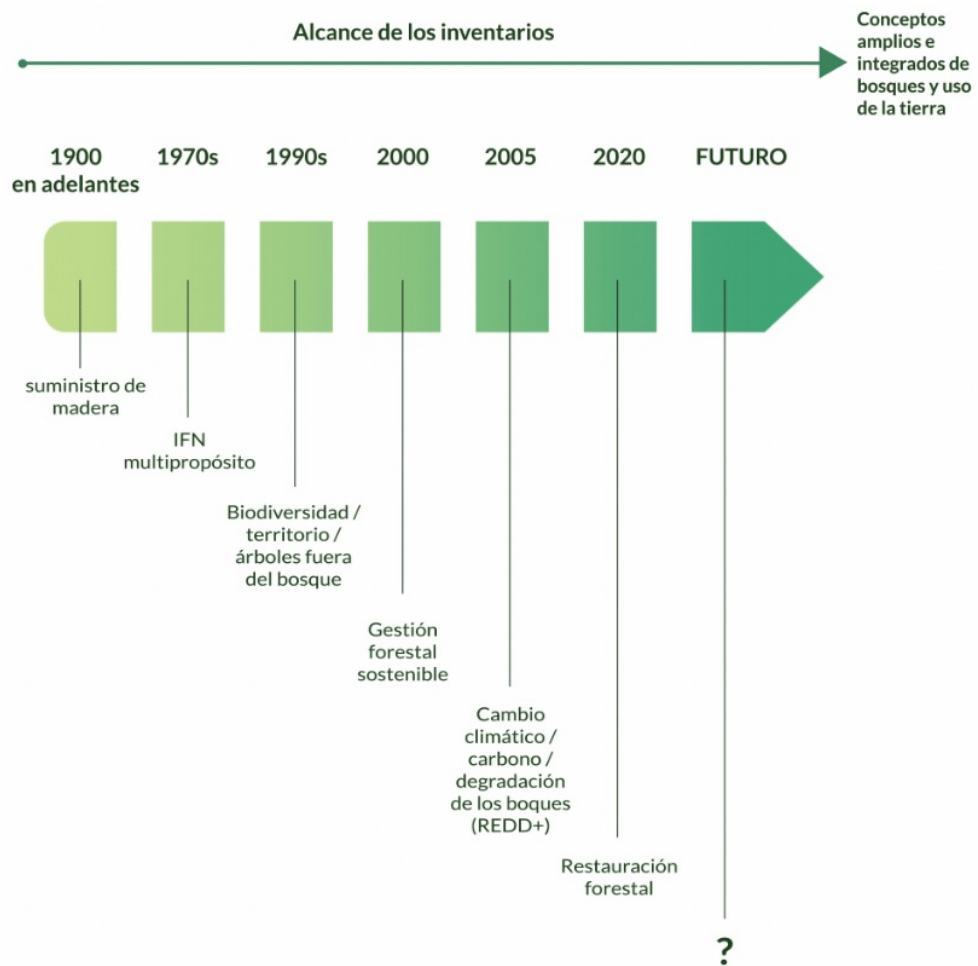 Alcance de los inventarios
Conceptos
amplios e
integrados de
bosques y uso
de la tierra
1900
en adelantes
1970s
1990s
2000
2005
2020
FUTURO
suministro de
madera
IFN
multipropósito
Biodiversidad /
territorio /
árboles fuera
del bosque
Gestión
forestal
sostenible
Cambio
climático /
carbono /
degradación
de los boques
(REDD+)
Restauración
forestal
?